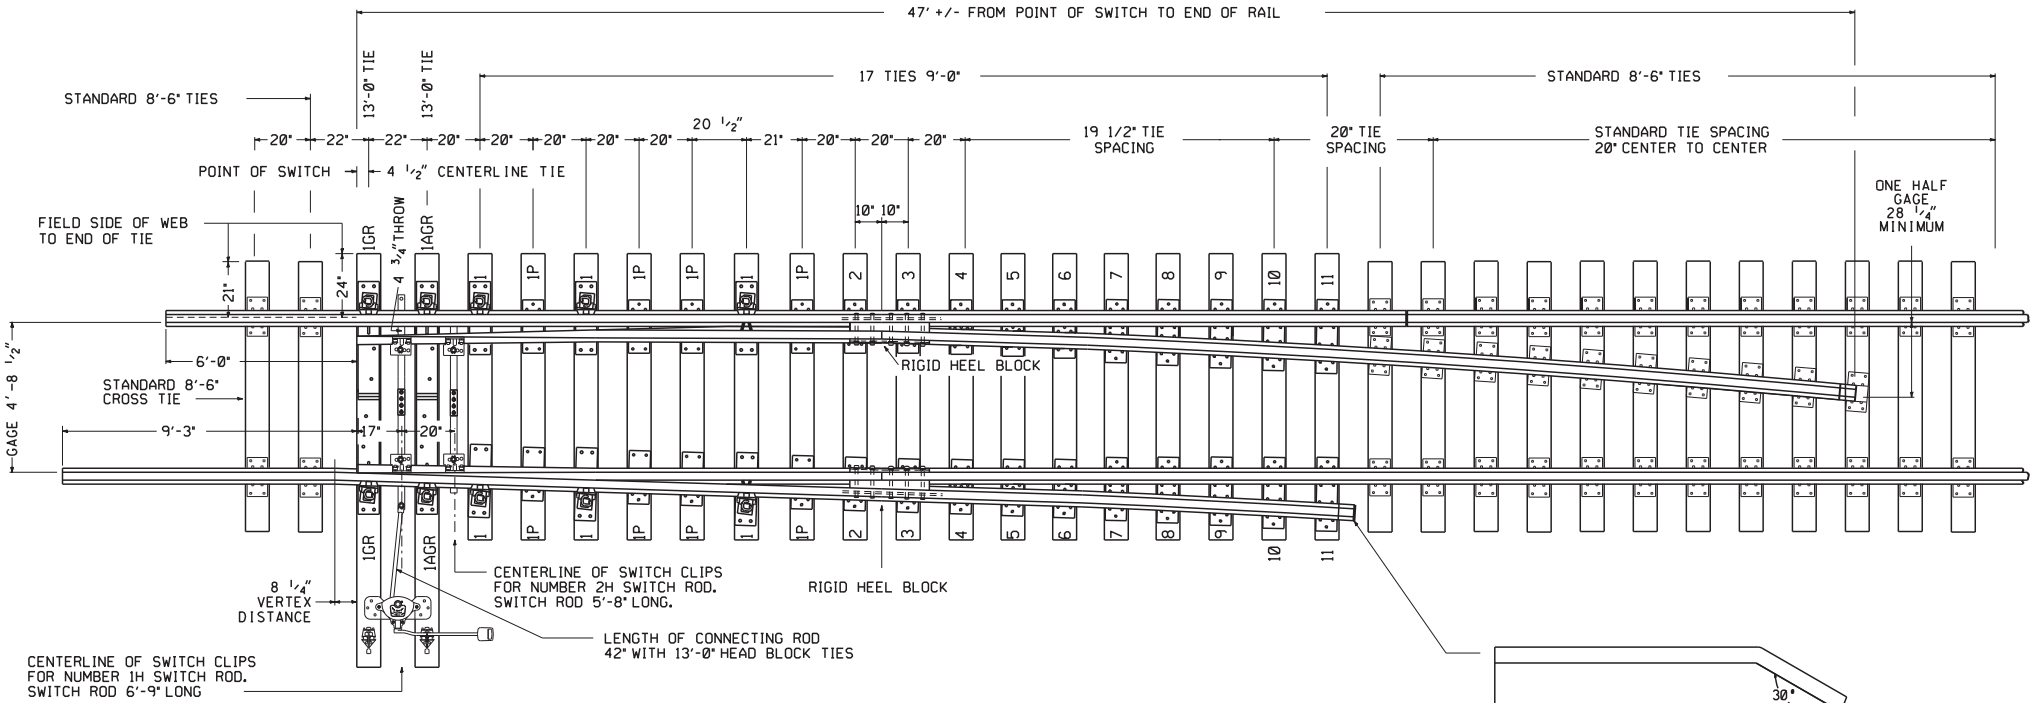 47' +/- FROM POINT OF SWITCH TO END OF RAIL
13'-0" TIE
13'-0" TIE
17 TIES 9'-0"
STANDARD 8'-6" TIES
STANDARD 8'-6" TIES
20" 22" 22" 20" 20" 20" 20" 20" 20 1/2" 21" 20" 20" 20"
19 1/2" TIE
SPACING
20" TIE
SPACING
STANDARD TIE SPACING
20" CENTER TO CENTER
POINT OF SWITCH
4 1/2" CENTERLINE TIE
ONE HALF
GAGE
28 1/4"
MINIMUM
FIELD SIDE OF WEB
TO END OF TIE
4 3/4" THROW
10" 10"
1GR 1AGR 1 1P 1 1P 1P 1 1P 2 3 4 5 6 7 8 9 10 11
21"
24"
6'-0"
RIGID HEEL BLOCK
STANDARD 8'-6"
CROSS TIE
GAGE 4'-8 1/2"
9'-3"
17"
20"
1GR 1AGR 1 1P 1 1P 1P 1 1P 2 3 4 5 6 7 8 9 10 11
8 1/4"
VERTEX
DISTANCE
CENTERLINE OF SWITCH CLIPS
FOR NUMBER 2H SWITCH ROD.
SWITCH ROD 5'-8" LONG.
RIGID HEEL BLOCK
LENGTH OF CONNECTING ROD
42" WITH 13'-0" HEAD BLOCK TIES
CENTERLINE OF SWITCH CLIPS
FOR NUMBER 1H SWITCH ROD.
SWITCH ROD 6'-9" LONG
30°